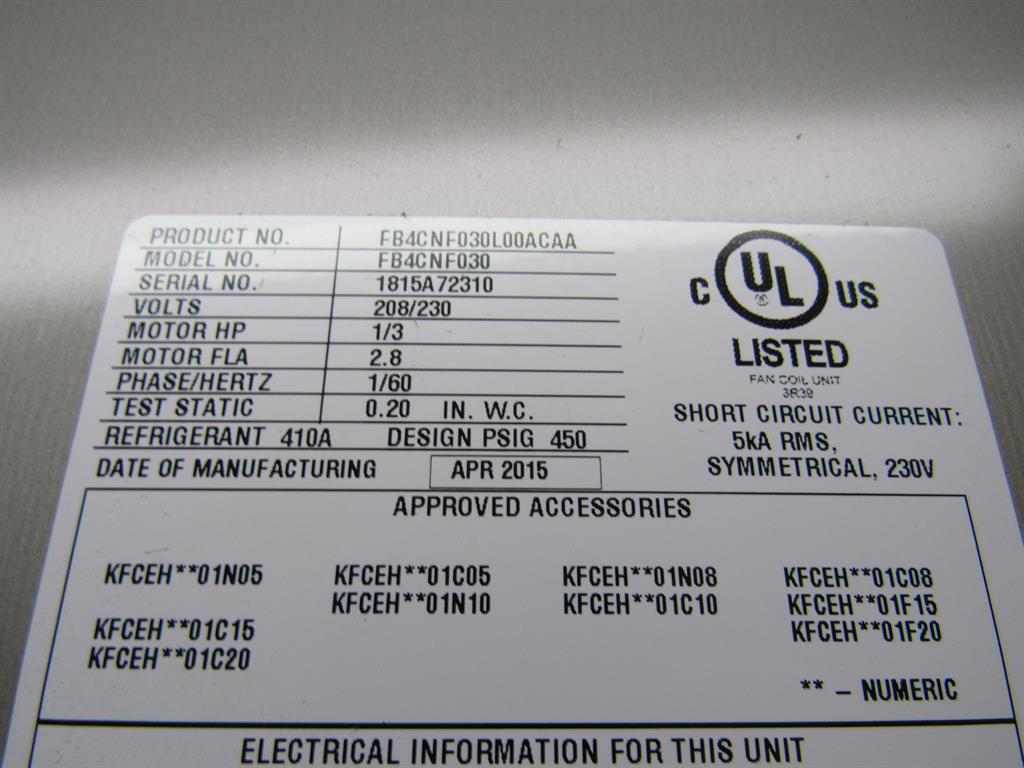 PRODUCT NO. FB4CNF030L00ACAA
MODEL NO. FB4CNF030
SERIAL NO. 1815A72310
VOLTS 208/230
MOTOR HP 1/3
MOTOR FLA 2.8
PHASE/HERTZ 1/60
TEST STATIC 0.20 IN. W.C.
REFRIGERANT 410A DESIGN PSIG 450
DATE OF MANUFACTURING APR 2015
C UL US
LISTED
FAN COIL UNIT
3R39
SHORT CIRCUIT CURRENT:
5kA RMS,
SYMMETRICAL, 230V
APPROVED ACCESSORIES
KFCEH**01N05 KFCEH**01C05 KFCEH**01N08 KFCEH**01C08
KFCEH**01N10 KFCEH**01C10 KFCEH**01F15
KFCEH**01C15 KFCEH**01F20
KFCEH**01C20
** – NUMERIC
ELECTRICAL INFORMATION FOR THIS UNIT